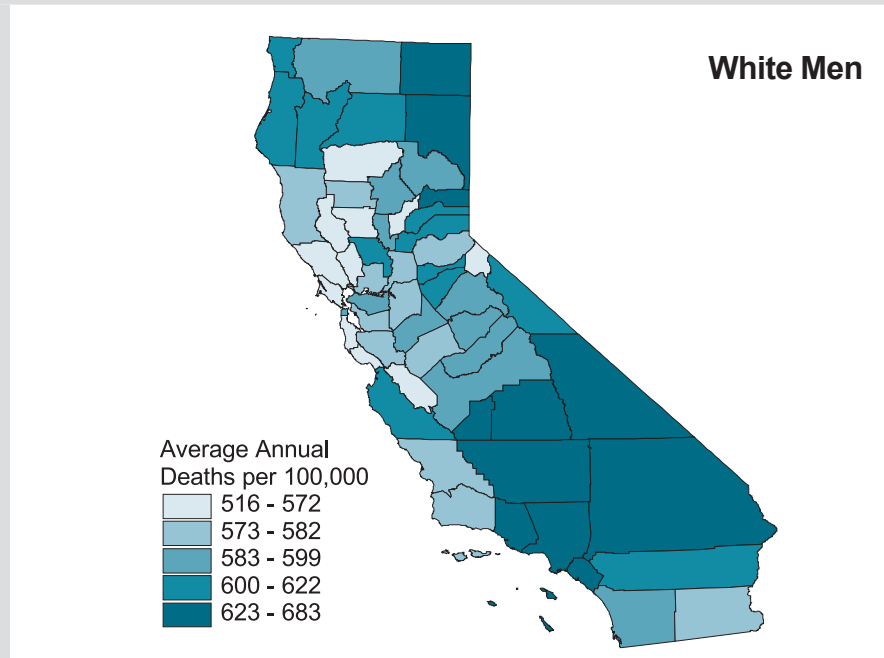 White Men
Average Annual
Deaths per 100,000
516 - 572
573 - 582
583 - 599
600 - 622
623 - 683